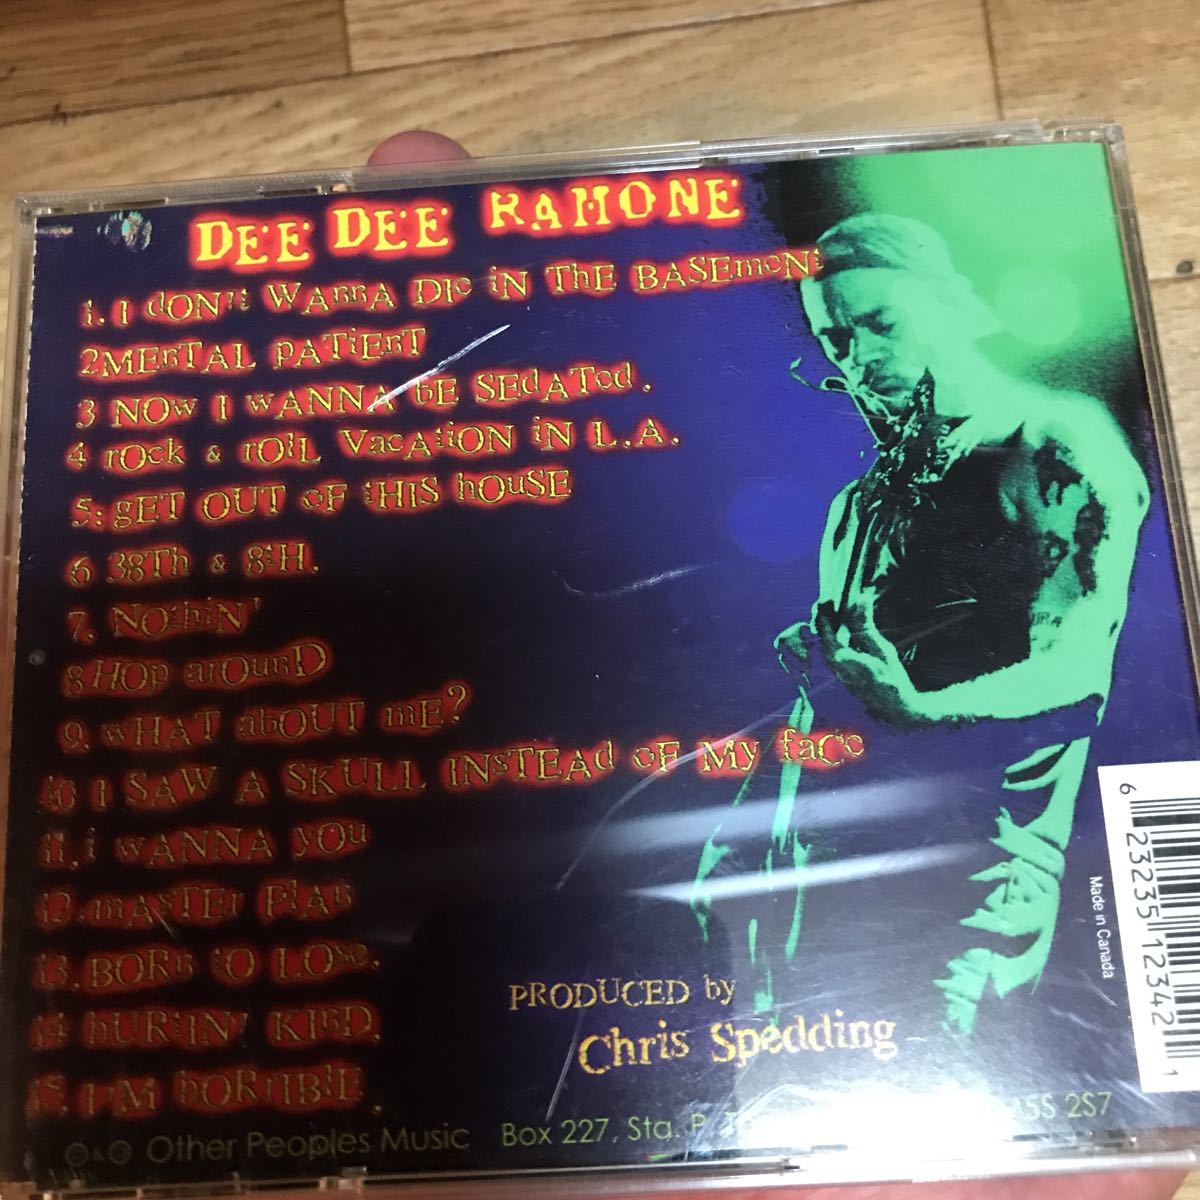 DEE DEE RAMONE
1. I dON't WAnnA DIe iN THE BASEmeNt
2 MEnTAL PATiEnT
3 NOW I wANNA bE SEdATed.
4 rOck & rOlL VacAtiON iN L.A.
5: gET OUT oF tHIS hOuSE
6 38Th & 8tH.
7. NOthiN'
8 HOp arOunD
9. wHAT abOUT mE?
10 I SAW A SKULL INsTEAd oF My faCe
11. i wANNA yOU
12. mASTEr PlAn
13. BORn tO LOse.
14 hURtIN' KInD.
15. I'M hORrIBlE.
PRODUCED by
Chris Spedding
Made in Canada
6 23235 12342 1
© & ℗ Other Peoples Music Box 227, Sta. P, M5S 2S7